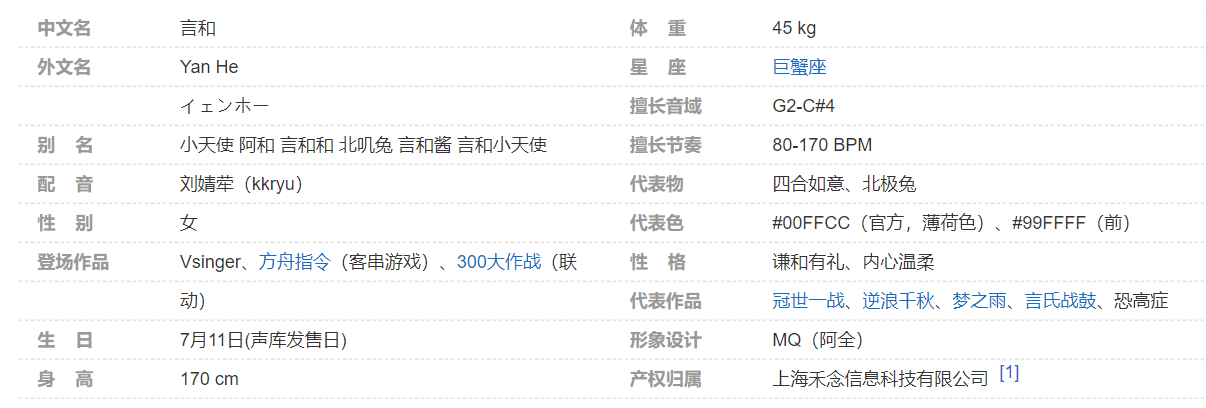 中文名 言和 体 重 45 kg
外文名 Yan He 星 座 巨蟹座
イェンホー 擅长音域 G2-C#4
别 名 小天使 阿和 言和和 北叽兔 言和酱 言和小天使 擅长节奏 80-170 BPM
配 音 刘婧荦（kkryu） 代表物 四合如意、北极兔
性 别 女 代表色 #00FFCC（官方，薄荷色）、#99FFFF（前）
登场作品 Vsinger、方舟指令（客串游戏）、300大作战（联 性 格 谦和有礼、内心温柔
动） 代表作品 冠世一战、逆浪千秋、梦之雨、言氏战鼓、恐高症
生 日 7月11日(声库发售日) 形象设计 MQ（阿全）
身 高 170 cm 产权归属 上海禾念信息科技有限公司 [1]